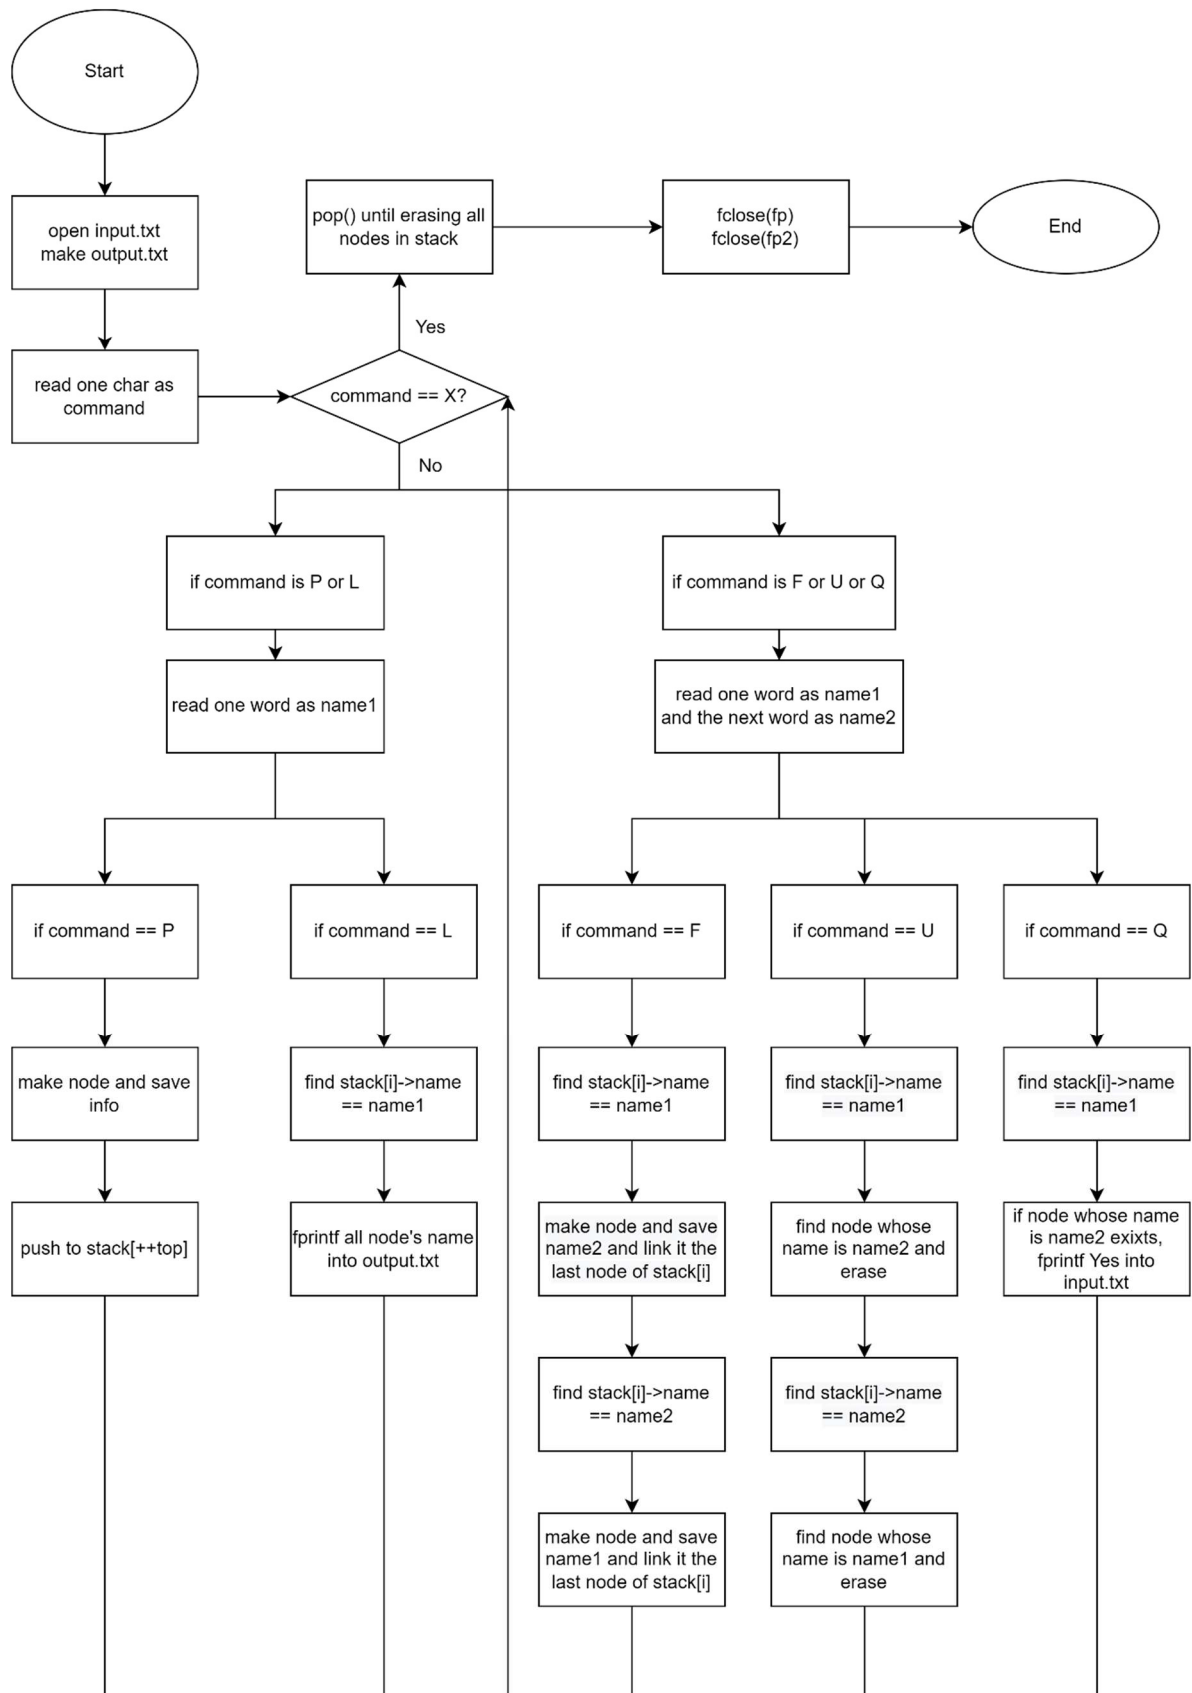 Start
open input.txt
make output.txt
pop() until erasing all
nodes in stack
fclose(fp)
fclose(fp2)
End
Yes
read one char as
command
command == X?
No
if command is P or L
if command is F or U or Q
read one word as name1
read one word as name1
and the next word as name2
if command == P
if command == L
if command == F
if command == U
if command == Q
make node and save
info
find stack[i]->name
== name1
find stack[i]->name
== name1
find stack[i]->name
== name1
find stack[i]->name
== name1
push to stack[++top]
fprintf all node's name
into output.txt
make node and save
name2 and link it the
last node of stack[i]
find node whose
name is name2 and
erase
if node whose name
is name2 exixts,
fprintf Yes into
input.txt
find stack[i]->name
== name2
find stack[i]->name
== name2
make node and save
name1 and link it the
last node of stack[i]
find node whose
name is name1 and
erase